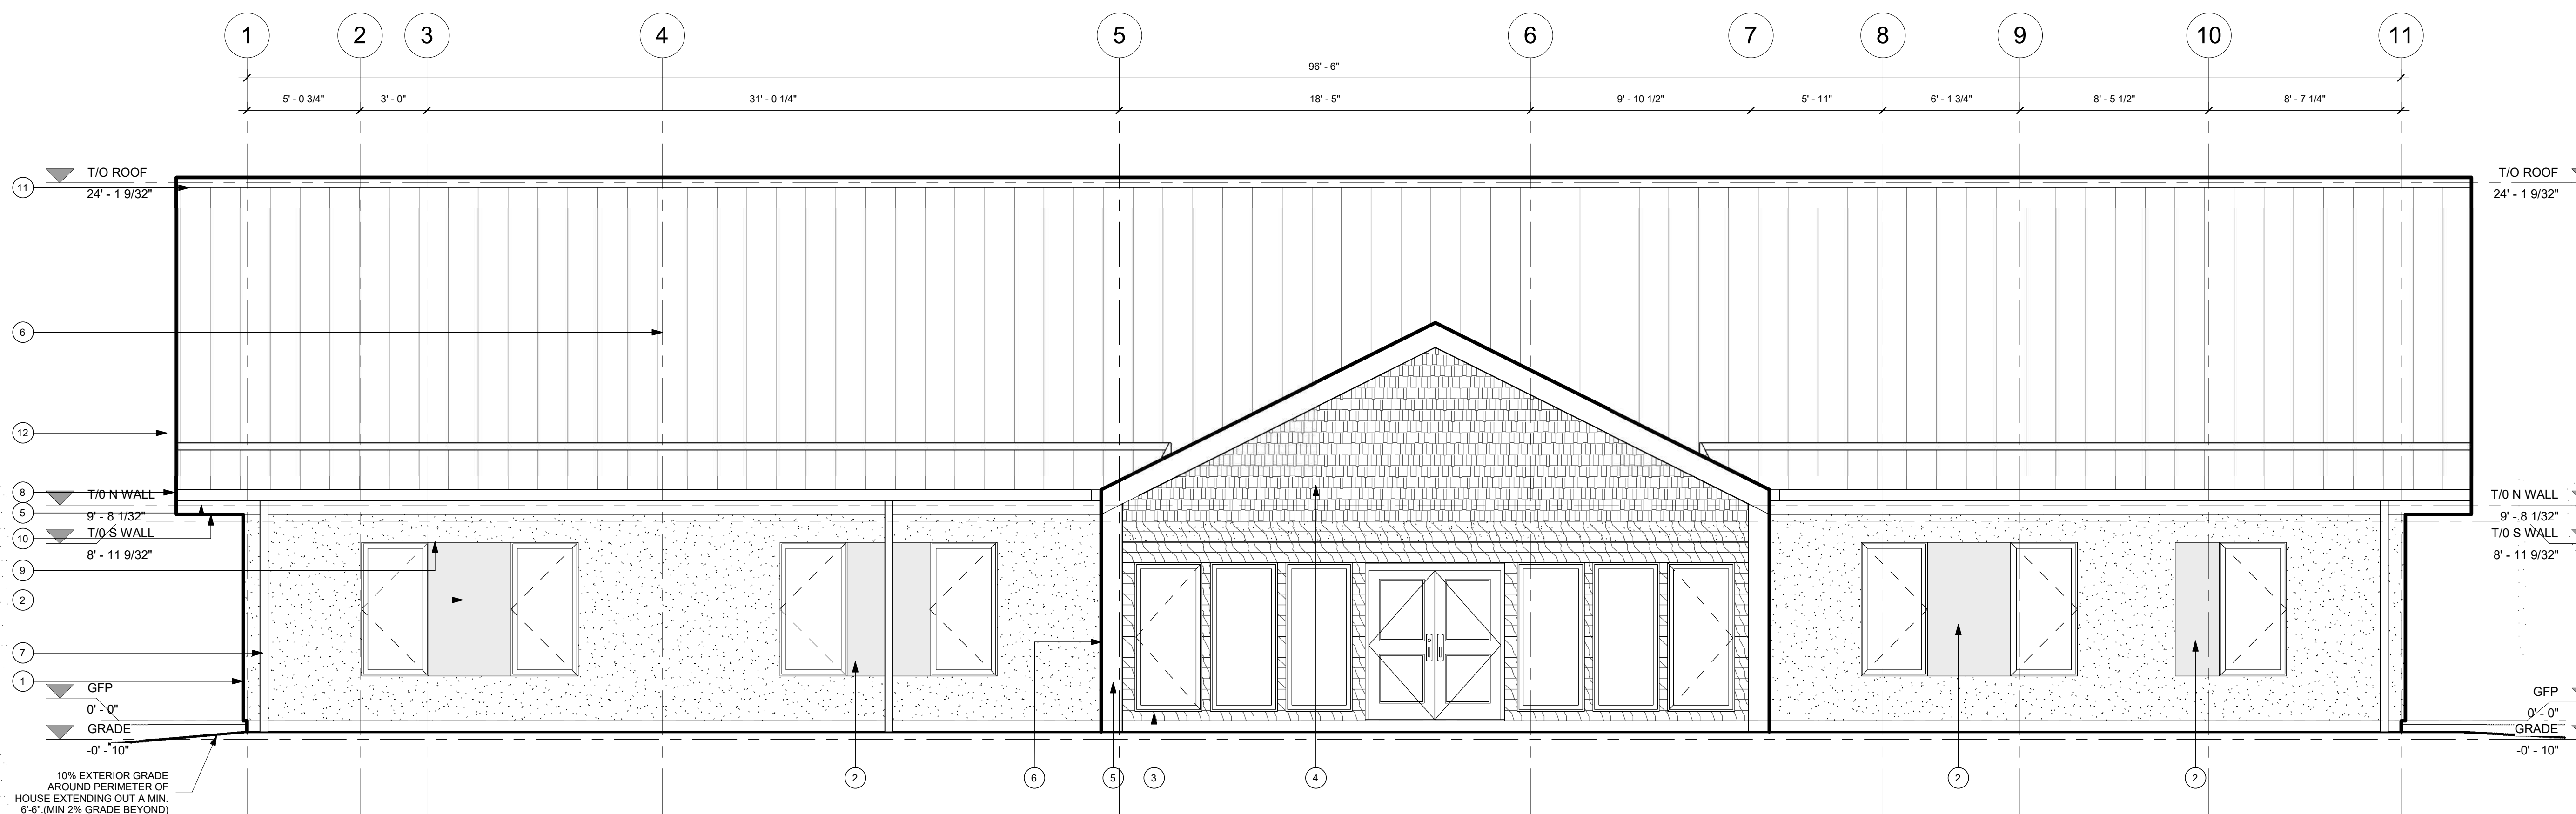 1 2 3 4 5 6 7 8 9 10 11
96' - 6"
5' - 0 3/4" 3' - 0" 31' - 0 1/4" 18' - 5" 9' - 10 1/2" 5' - 11" 6' - 1 3/4" 8' - 5 1/2" 8' - 7 1/4"
T/O ROOF
24' - 1 9/32"
T/O ROOF
24' - 1 9/32"
11
6
12
8
5
10
9
2
7
1
T/0 N WALL
9' - 8 1/32"
T/0 S WALL
8' - 11 9/32"
T/0 N WALL
9' - 8 1/32"
T/0 S WALL
8' - 11 9/32"
GFP
0' - 0"
GRADE
-0' - 10"
GFP
0' - 0"
GRADE
-0' - 10"
10% EXTERIOR GRADE
AROUND PERIMETER OF
HOUSE EXTENDING OUT A MIN.
6'-6".(MIN 2% GRADE BEYOND)
2 6 5 3 4 2 2